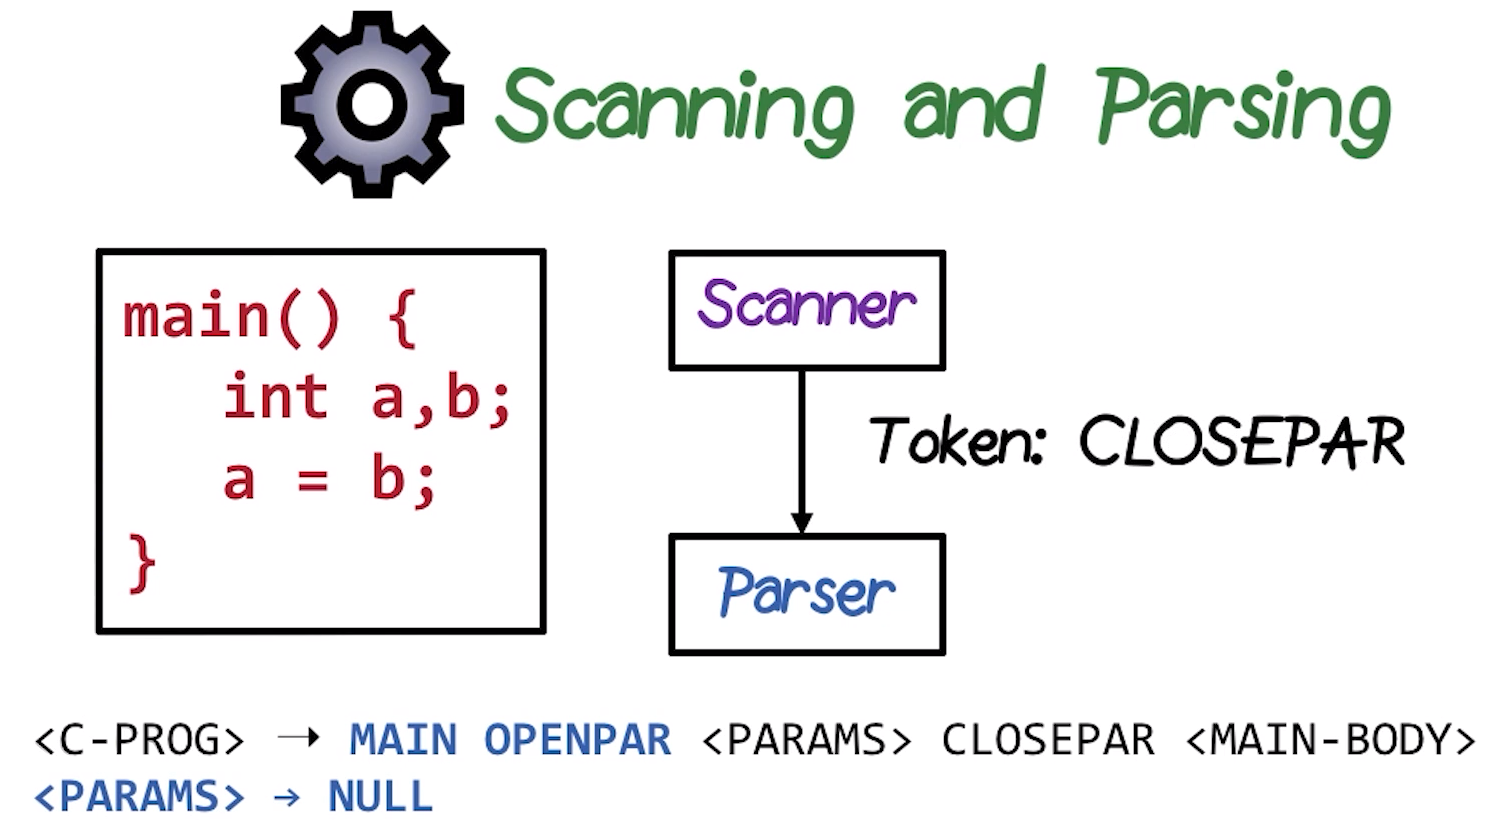 Scanning and Parsing
main() {
int a,b;
a = b;
}
Scanner
Token: CLOSEPAR
Parser
<C-PROG> → MAIN OPENPAR <PARAMS> CLOSEPAR <MAIN-BODY>
<PARAMS> → NULL